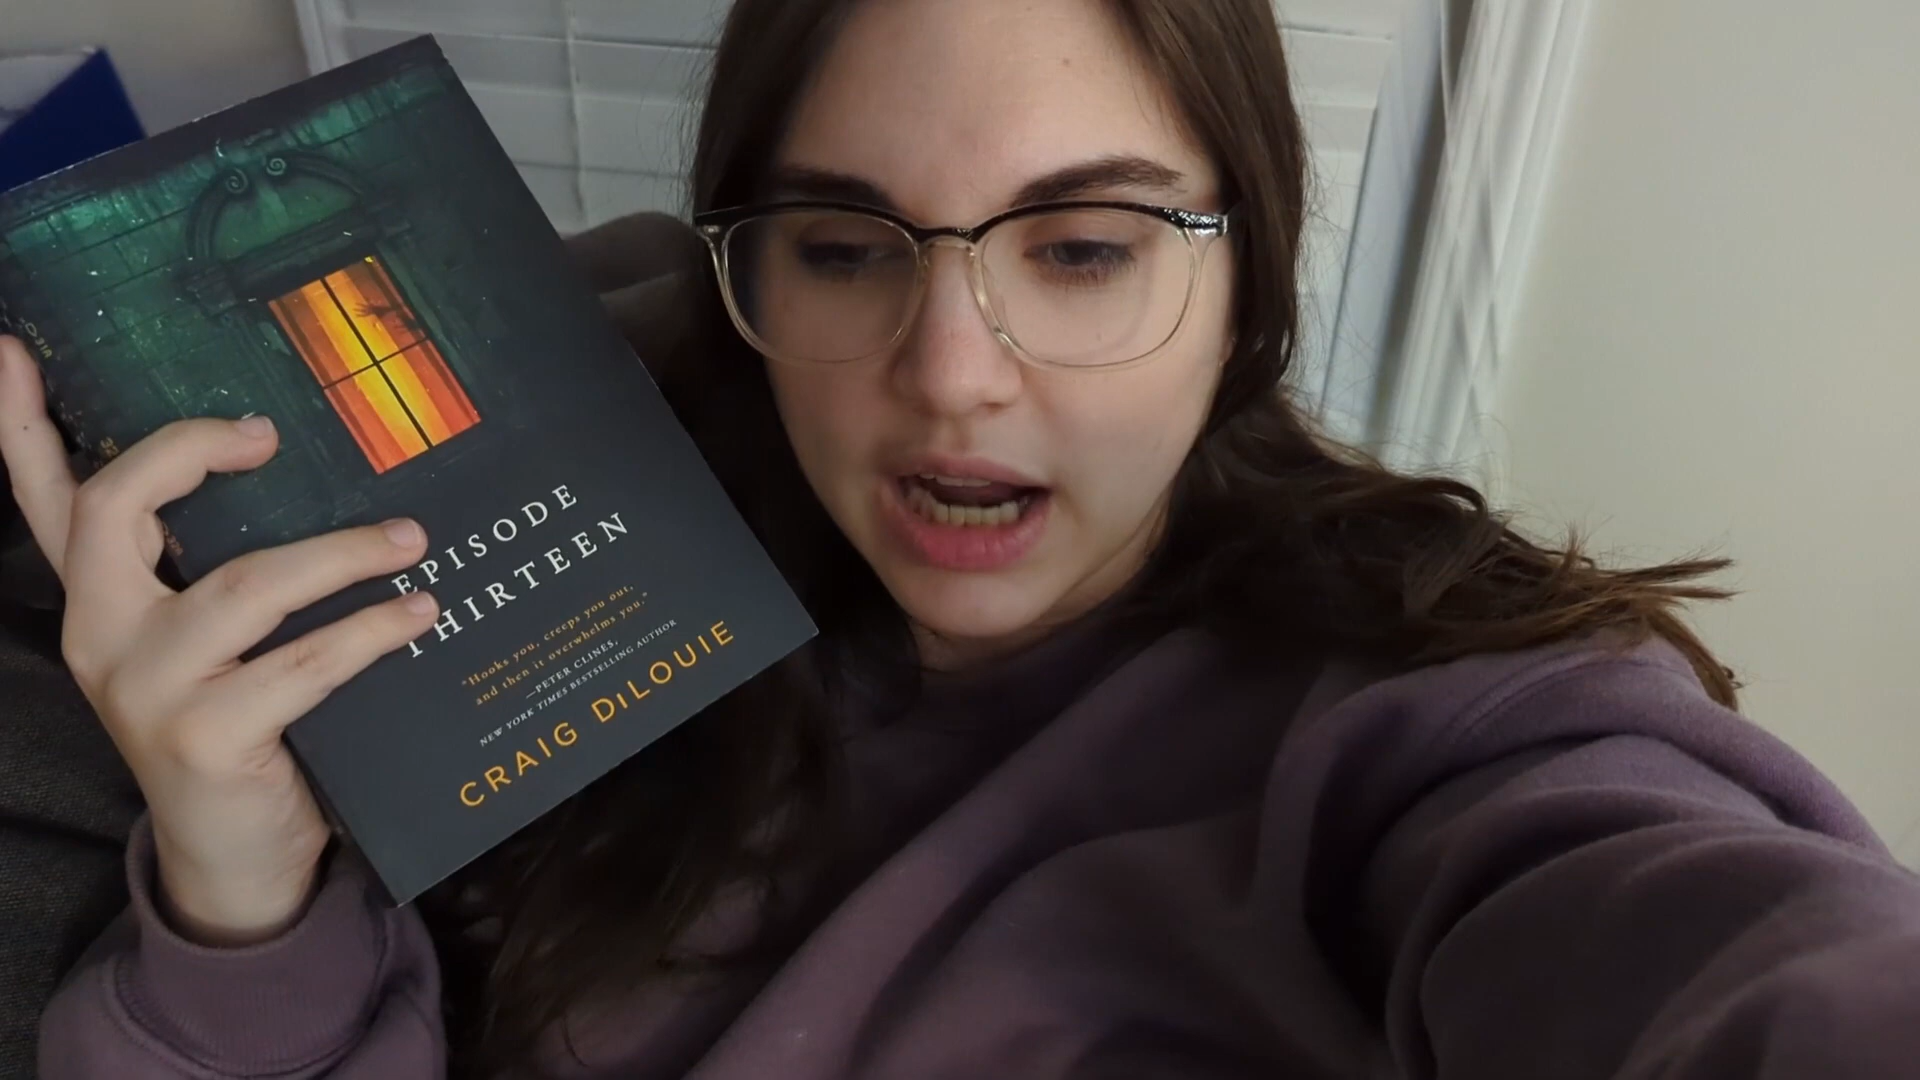 EPISODE
THIRTEEN
"Hooks you, creeps you out,
and then it overwhelms you."
—PETER CLINES,
NEW YORK TIMES BESTSELLING AUTHOR
CRAIG DiLOUIE